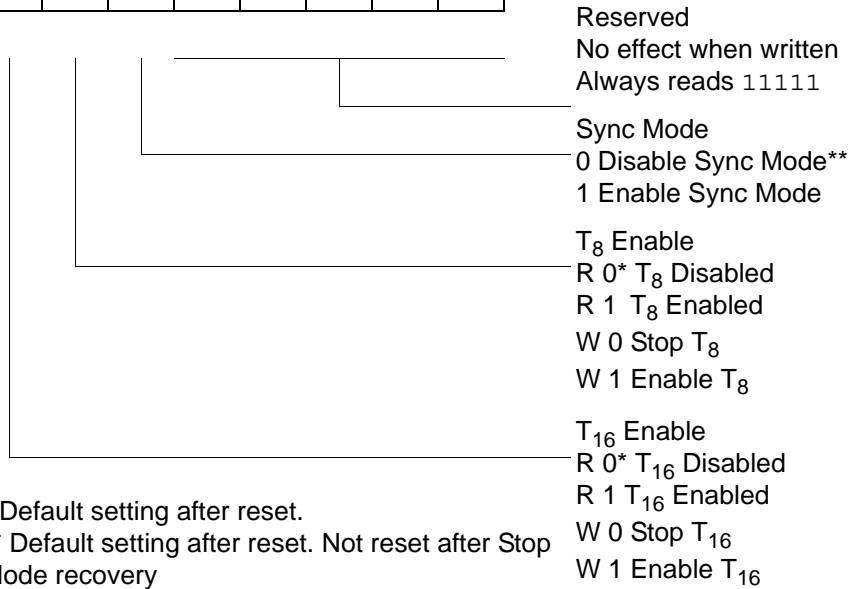 Reserved
No effect when written
Always reads 11111
Sync Mode
0 Disable Sync Mode**
1 Enable Sync Mode
T8 Enable
R 0* T8 Disabled
R 1 T8 Enabled
W 0 Stop T8
W 1 Enable T8
T16 Enable
R 0* T16 Disabled
R 1 T16 Enabled
W 0 Stop T16
W 1 Enable T16
Default setting after reset.
* Default setting after reset. Not reset after Stop
recovery